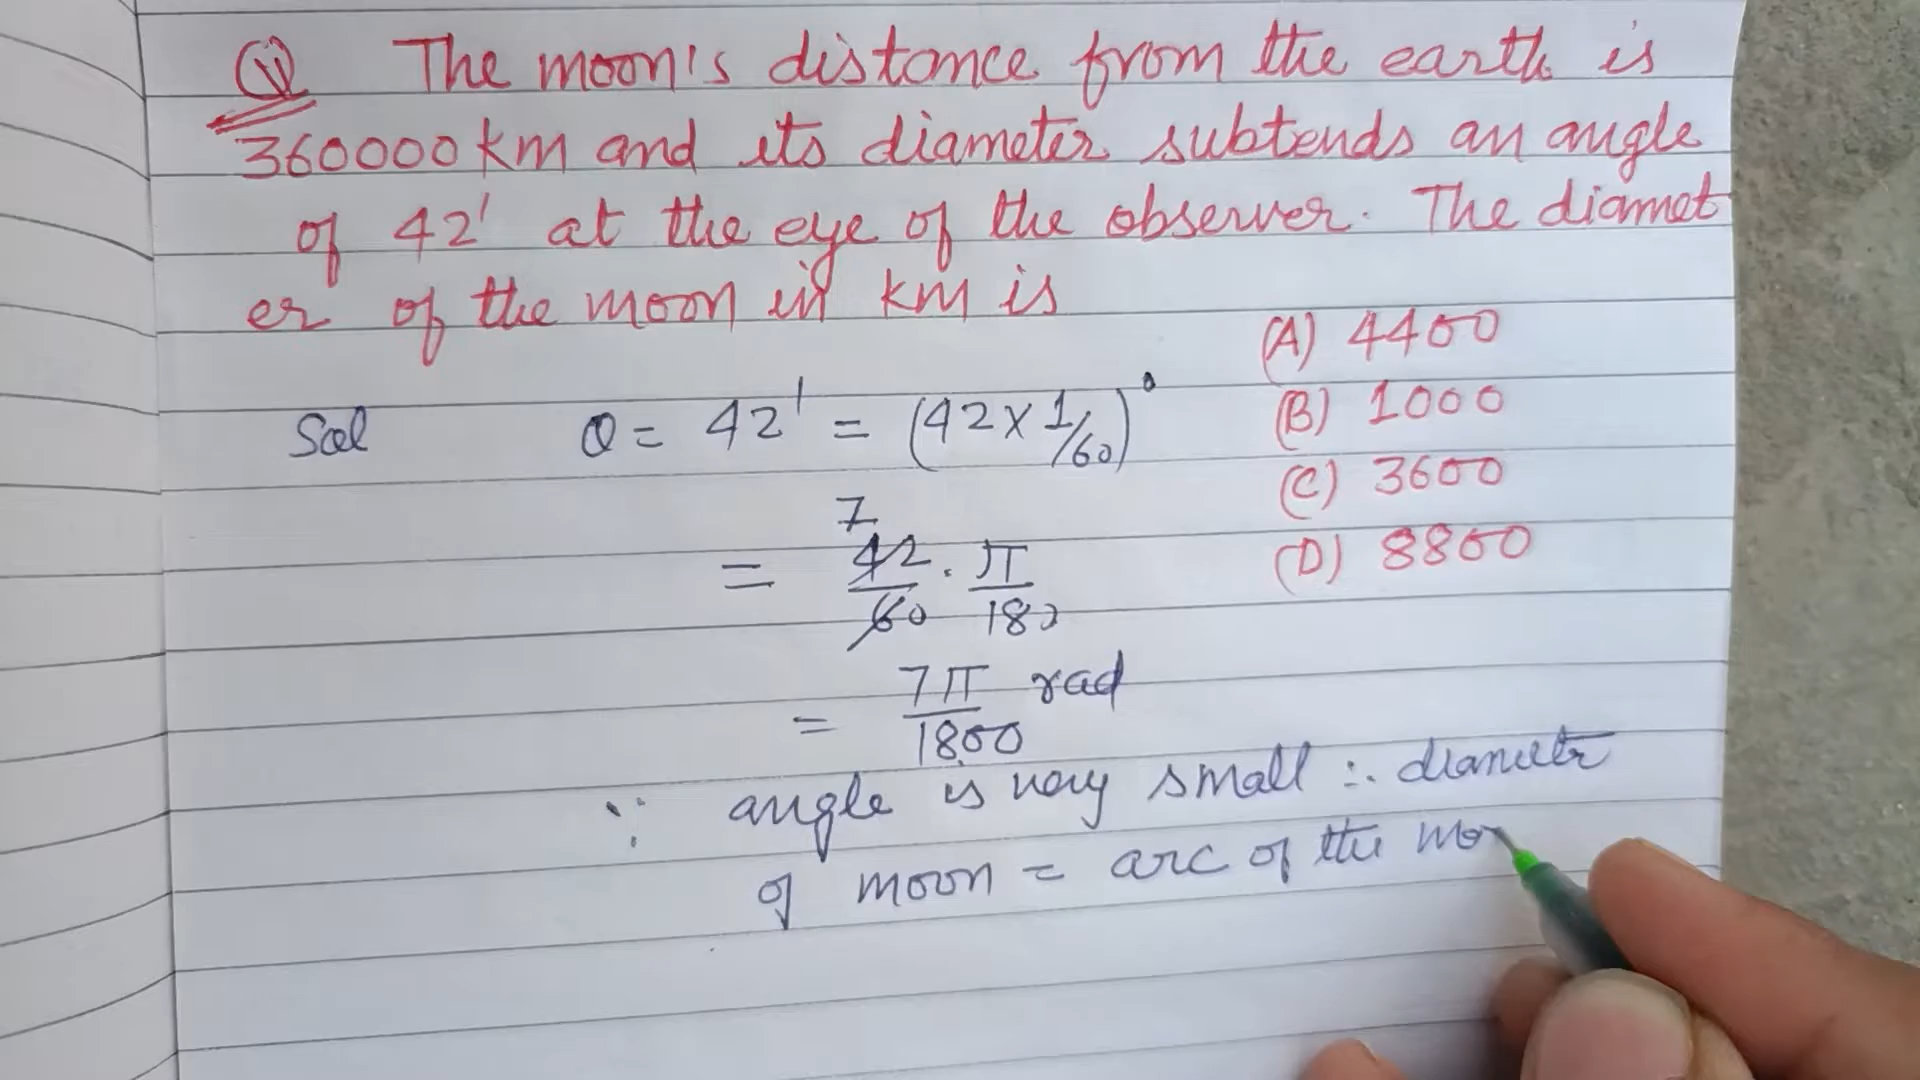 Q The moon's distance from the earth is
360000 km and its diameter subtends an angle
of 42' at the eye of the observer. The diamet
er of the moon in km is
(A) 4400
(B) 1000
(C) 3600
(D) 8800
Sol θ = 42' = (42 × 1/60)°
7
= 42/60 . π/180
= 7π/1800 rad
∵ angle is very small ∴ diameter
of moon = arc of the moo